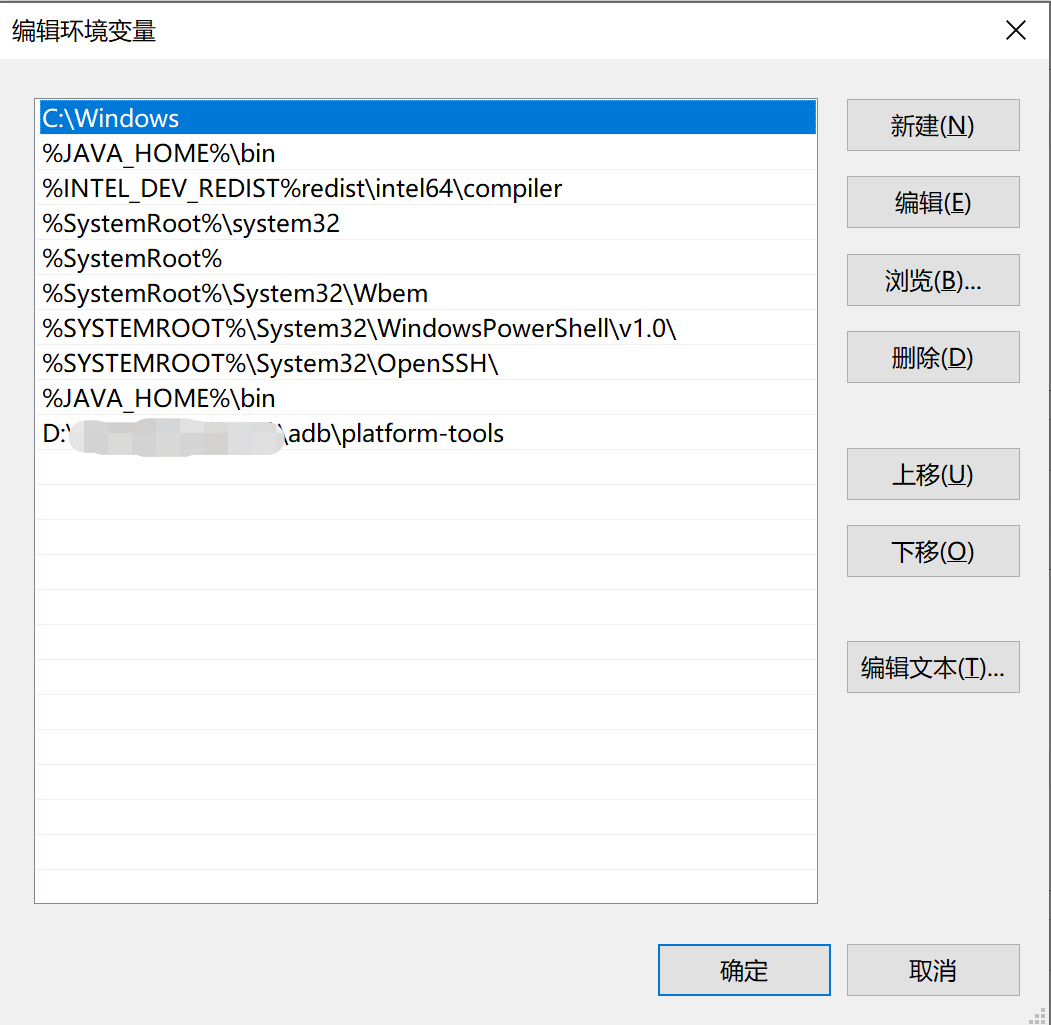 编辑环境变量
C:\Windows
%JAVA_HOME%\bin
%INTEL_DEV_REDIST%redist\intel64\compiler
%SystemRoot%\system32
%SystemRoot%
%SystemRoot%\System32\Wbem
%SYSTEMROOT%\System32\WindowsPowerShell\v1.0\
%SYSTEMROOT%\System32\OpenSSH\
%JAVA_HOME%\bin
D:\ \adb\platform-tools
新建(N)
编辑(E)
浏览(B)...
删除(D)
上移(U)
下移(O)
编辑文本(T)...
确定
取消